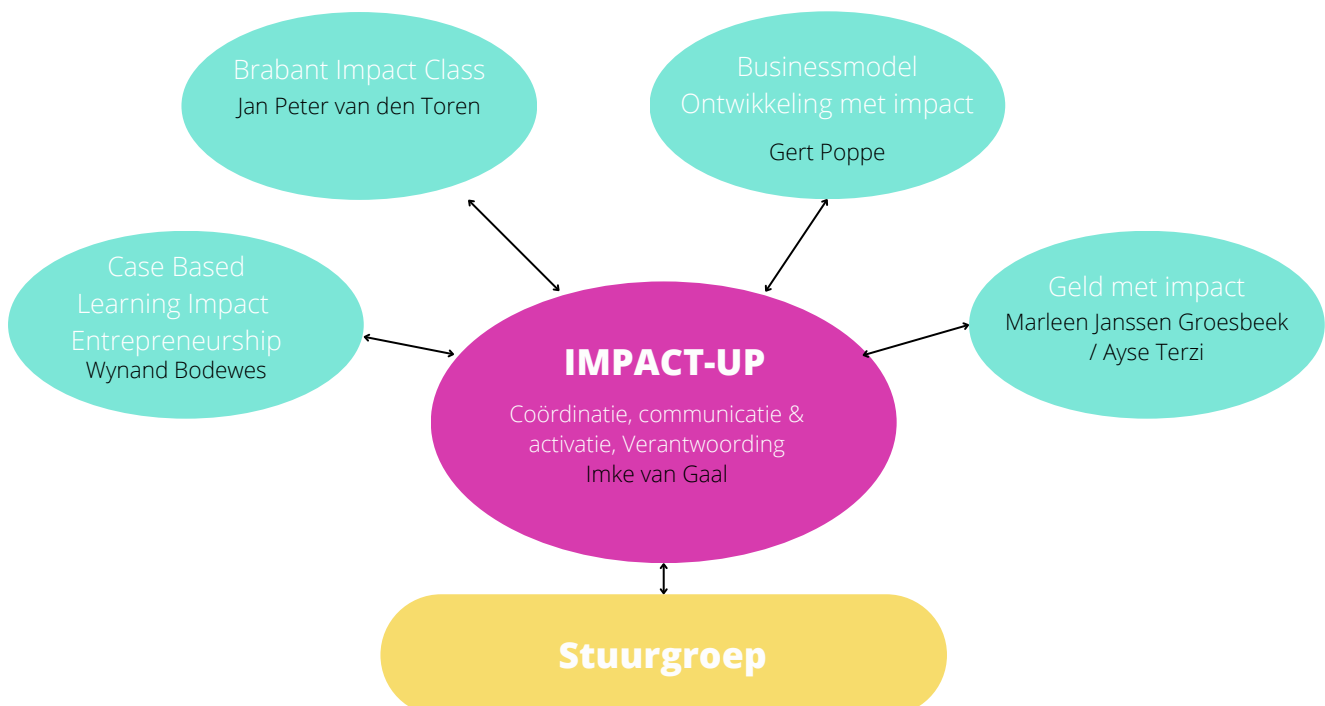 Brabant Impact Class
Jan Peter van den Toren
Businessmodel
Ontwikkeling met impact
Gert Poppe
Case Based
Learning Impact
Entrepreneurship
Wynand Bodewes
Geld met impact
Marleen Janssen Groesbeek
/ Ayse Terzi
IMPACT-UP
Coördinatie, communicatie &
activatie, Verantwoording
Imke van Gaal
Stuurgroep